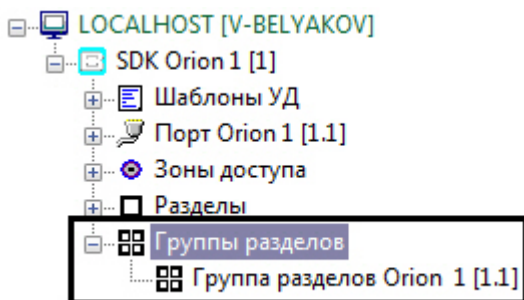 LOCALHOST [V-BELYAKOV]
SDK Orion 1 [1]
Шаблоны УД
Порт Orion 1 [1.1]
Зоны доступа
Разделы
Группы разделов
Группа разделов Orion 1 [1.1]